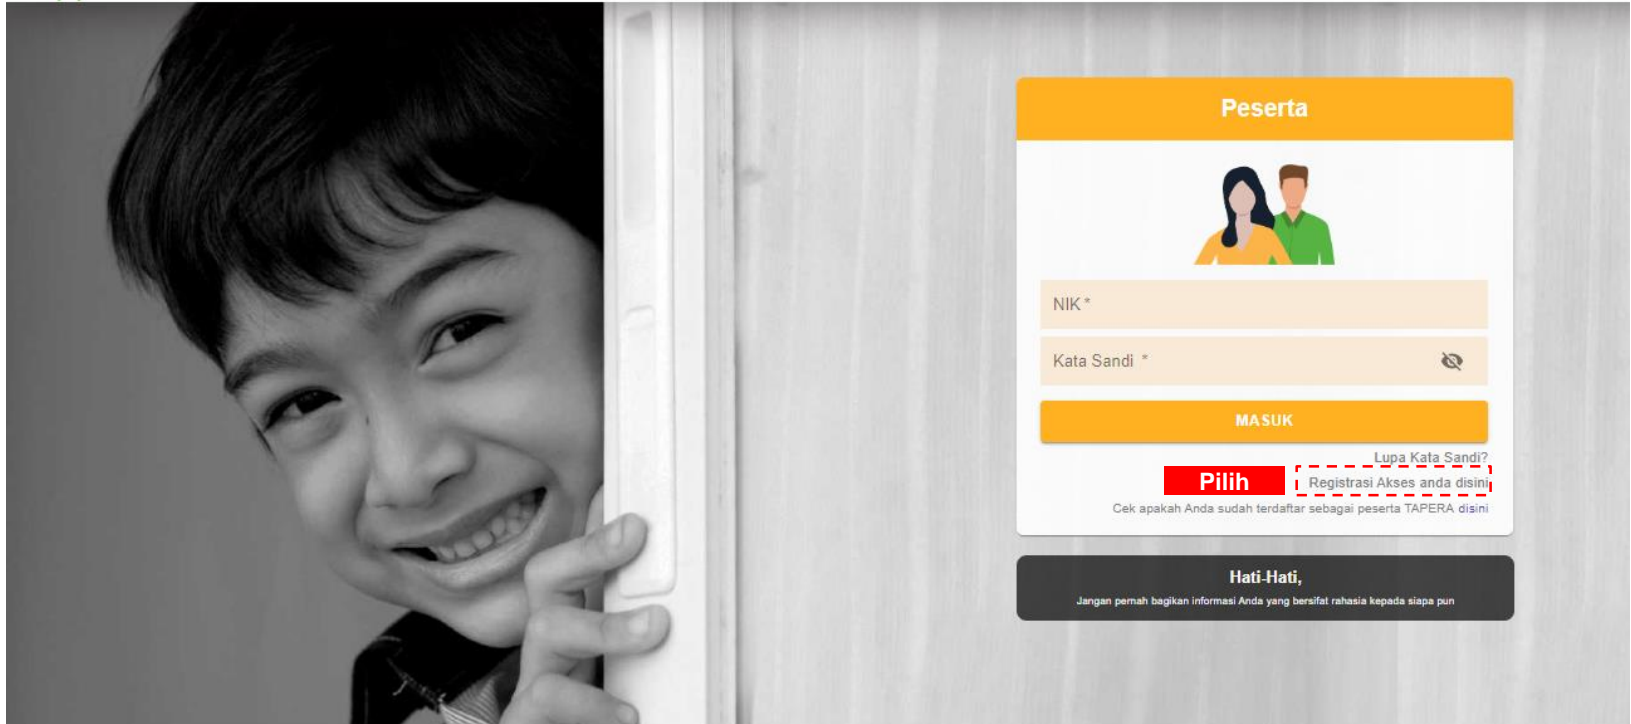 Peserta
NIK *
Kata Sandi *
MASUK
Lupa Kata Sandi?
Pilih
Registrasi Akses anda disini
Cek apakah Anda sudah terdaftar sebagai peserta TAPERA disini
Hati-Hati,
Jangan pernah bagikan informasi Anda yang bersifat rahasia kepada siapa pun